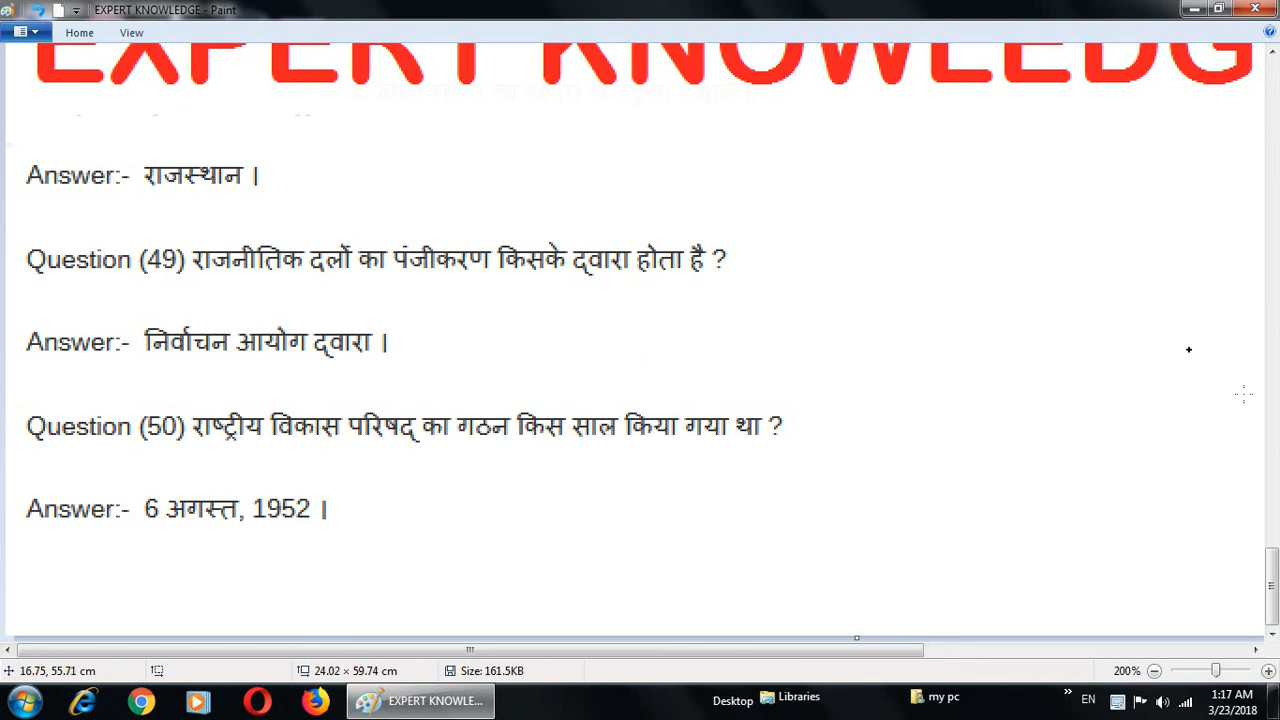 EXPERT KNOWLEDGE - Paint
Home View
EXPERT KNOWLEDG
Answer:- राजस्थान ।
Question (49) राजनीतिक दलों का पंजीकरण किसके द्वारा होता है ?
Answer:- निर्वाचन आयोग द्वारा ।
Question (50) राष्ट्रीय विकास परिषद् का गठन किस साल किया गया था ?
Answer:- 6 अगस्त, 1952 ।
16.75, 55.71 cm 24.02 × 59.74 cm Size: 161.5KB 200%
EXPERT KNOWLE... Desktop Libraries my pc » EN 1:17 AM
3/23/2018